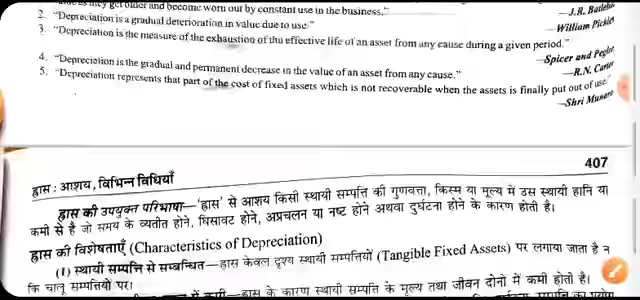 as they get older and become worn out by constant use in the business."
—J.R. Batliboi
2. "Depreciation is a gradual deterioration in value due to use."
—William Pickles
3. "Depreciation is the measure of the exhaustion of thu effective life of an asset from any cause during a given period."
—Spicer and Pegler
4. "Depreciation is the gradual and permanent decrease in the value of an asset from any cause."
—R.N. Carter
5. "Depreciation represents that part of the cost of fixed assets which is not recoverable when the assets is finally put out of use."
—Shri Munaro
407
ह्रास : आशय, विभिन्न विधियाँ
ह्रास की उपयुक्त परिभाषा—'ह्रास' से आशय किसी स्थायी सम्पत्ति की गुणवत्ता, किस्म या मूल्य में उस स्थायी हानि या
कमी से है जो समय के व्यतीत होने, घिसावट होने, अप्रचलन या नष्ट होने अथवा दुर्घटना होने के कारण होती है।
ह्रास की विशेषताएँ (Characteristics of Depreciation)
(1) स्थायी सम्पत्ति से सम्बन्धित—ह्रास केवल दृश्य स्थायी सम्पत्तियों (Tangible Fixed Assets) पर लगाया जाता है न
कि चालू सम्पत्तियों पर।
में कमी—ह्रास के कारण स्थायी सम्पत्ति के मूल्य तथा जीवन दोनों में कमी होती है।